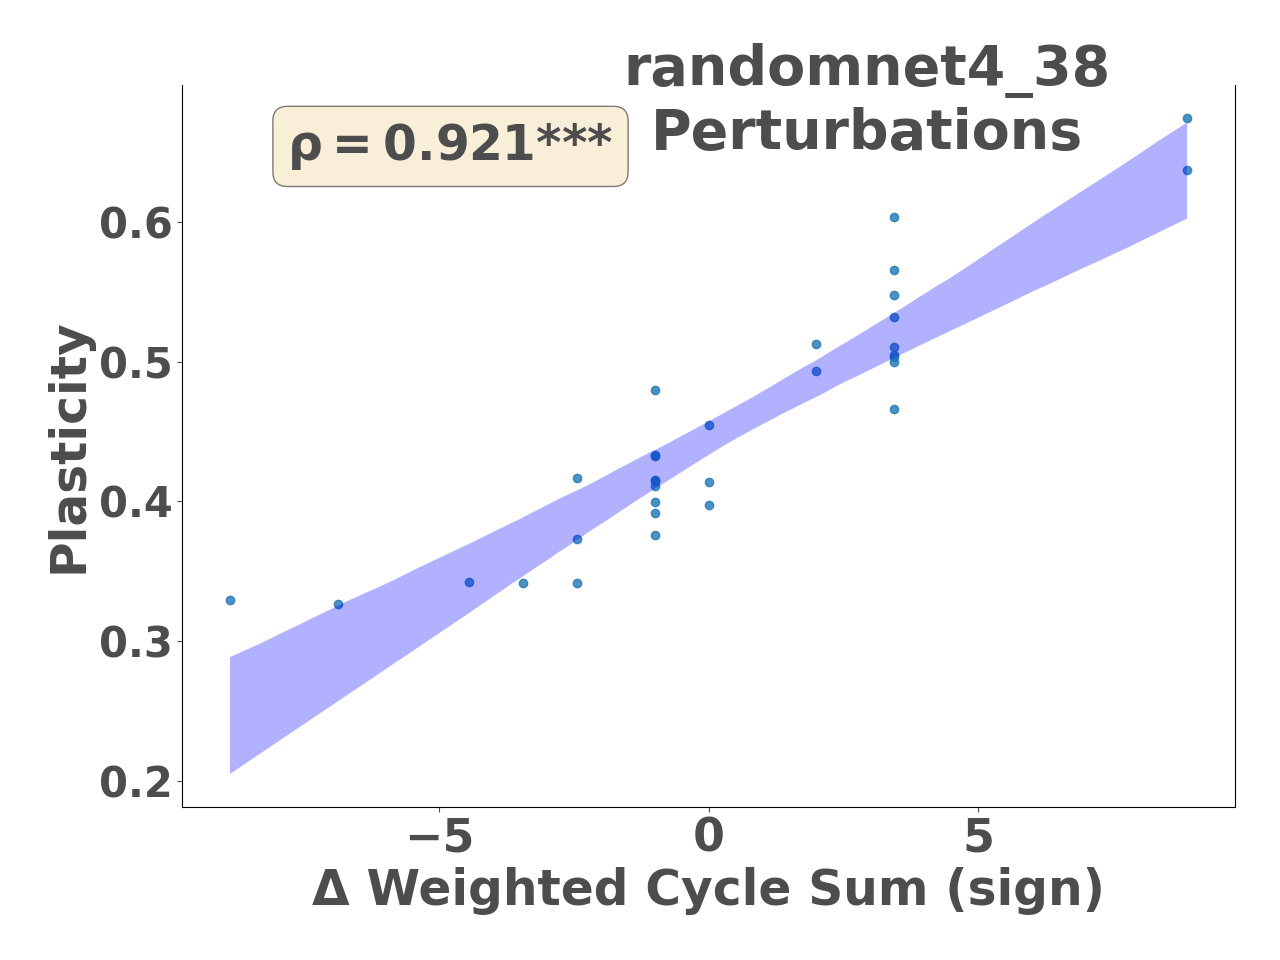 randomnet4_38
Perturbations
ρ = 0.921***
Plasticity
0.6
0.5
0.4
0.3
0.2
−5
0
5
Δ Weighted Cycle Sum (sign)